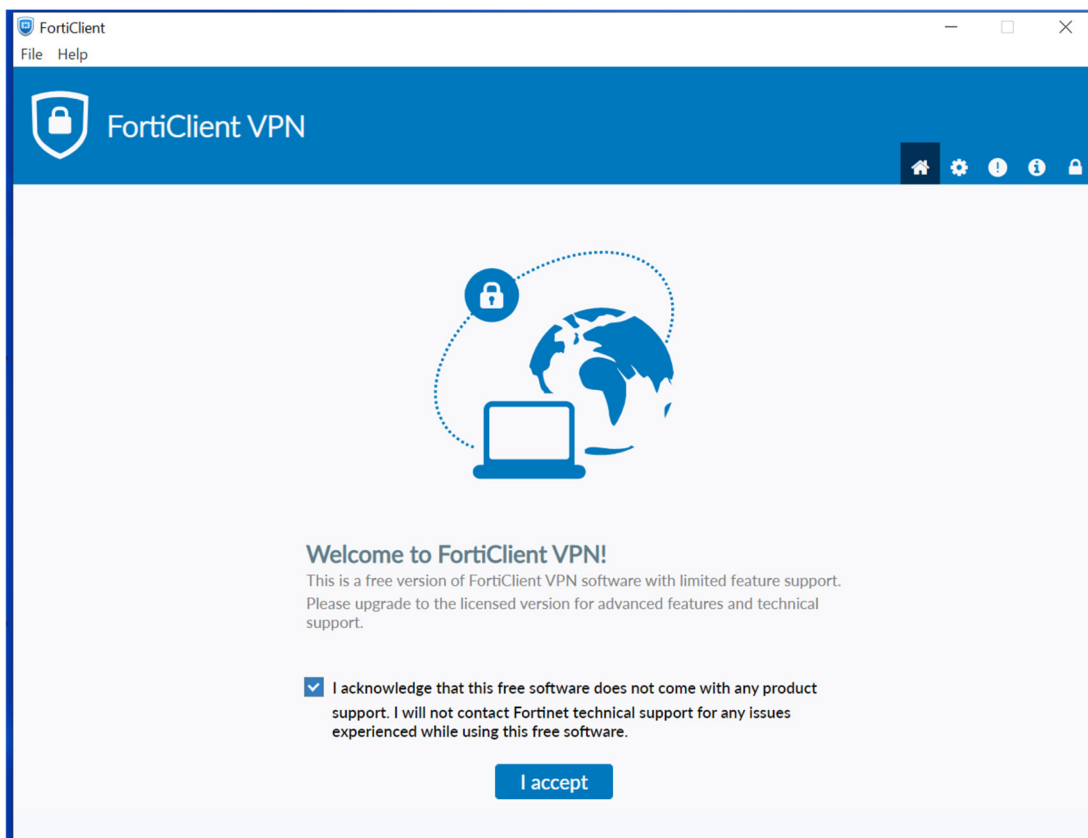 FortiClient
File Help
FortiClient VPN
Welcome to FortiClient VPN!
This is a free version of FortiClient VPN software with limited feature support.
Please upgrade to the licensed version for advanced features and technical
support.
I acknowledge that this free software does not come with any product
support. I will not contact Fortinet technical support for any issues
experienced while using this free software.
I accept